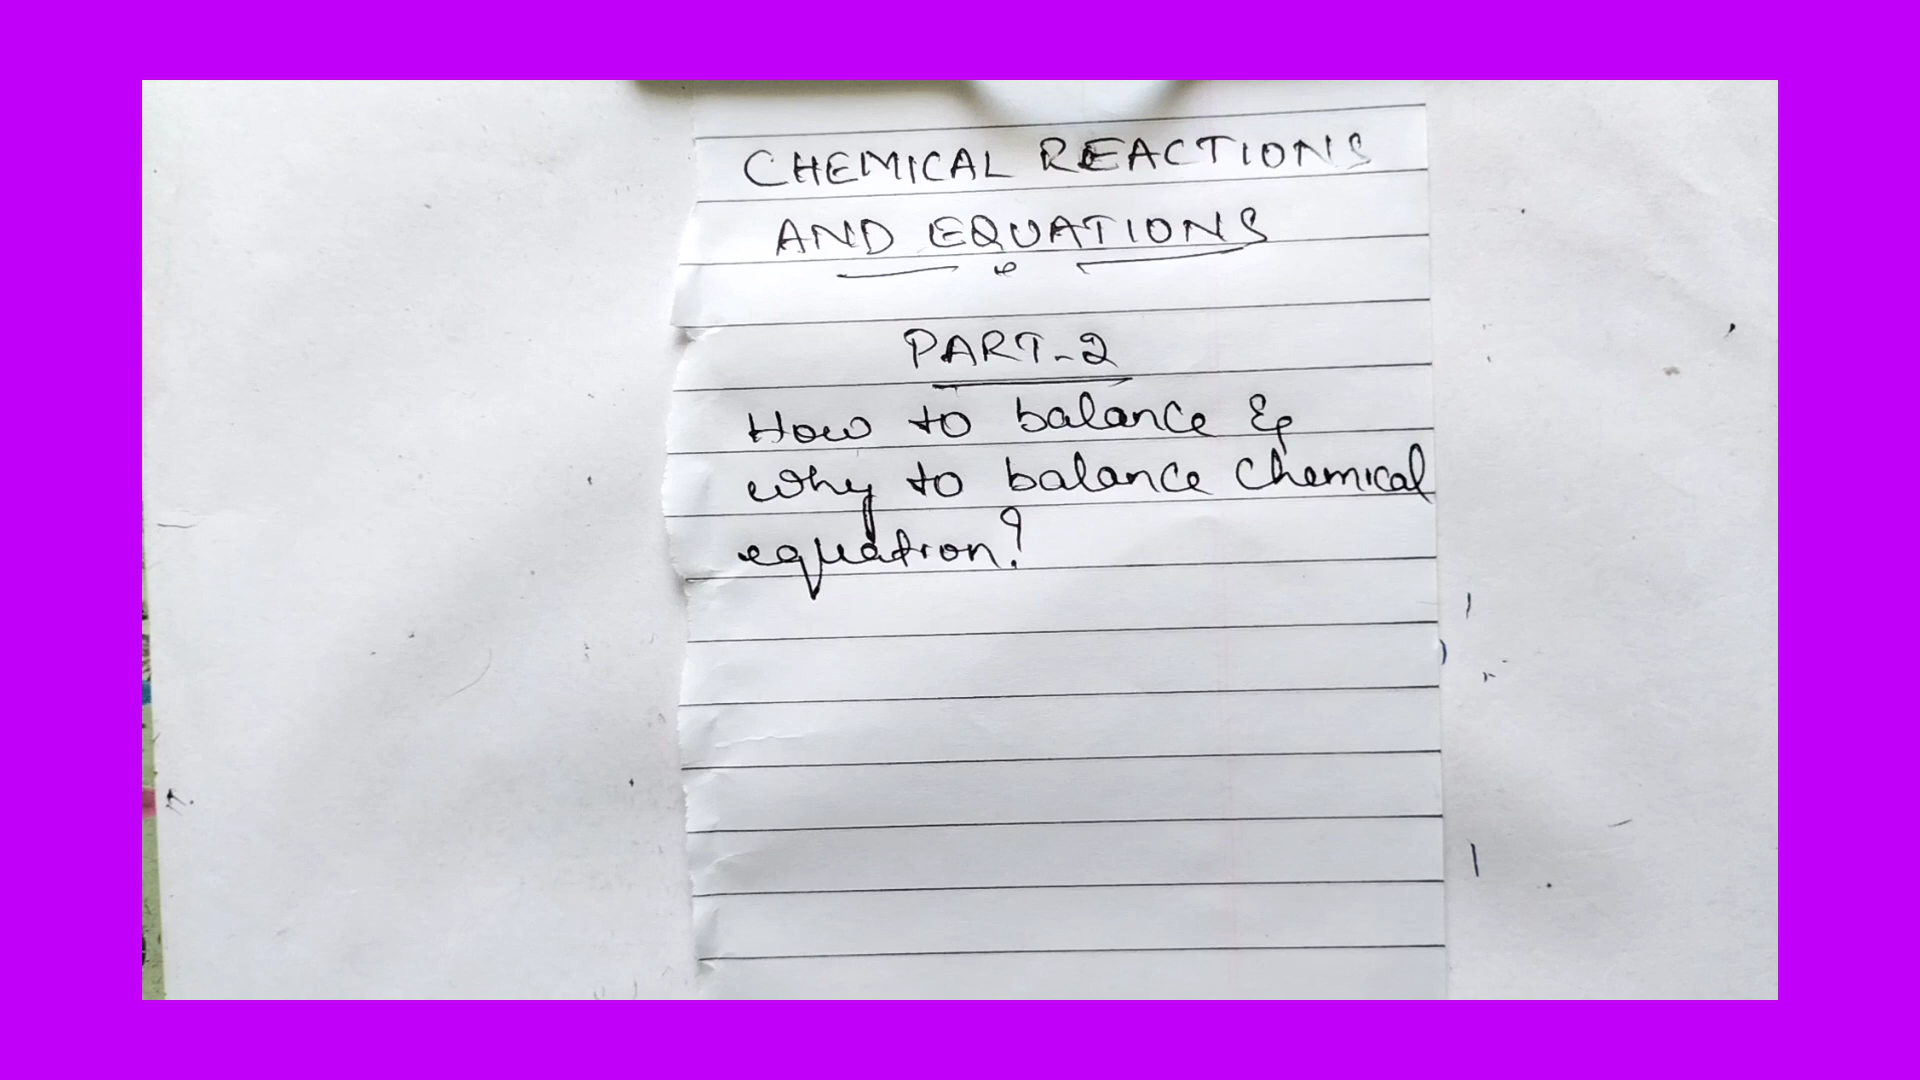 CHEMICAL REACTIONS
AND EQUATIONS
PART-2
How to balance &
why to balance chemical
equation?